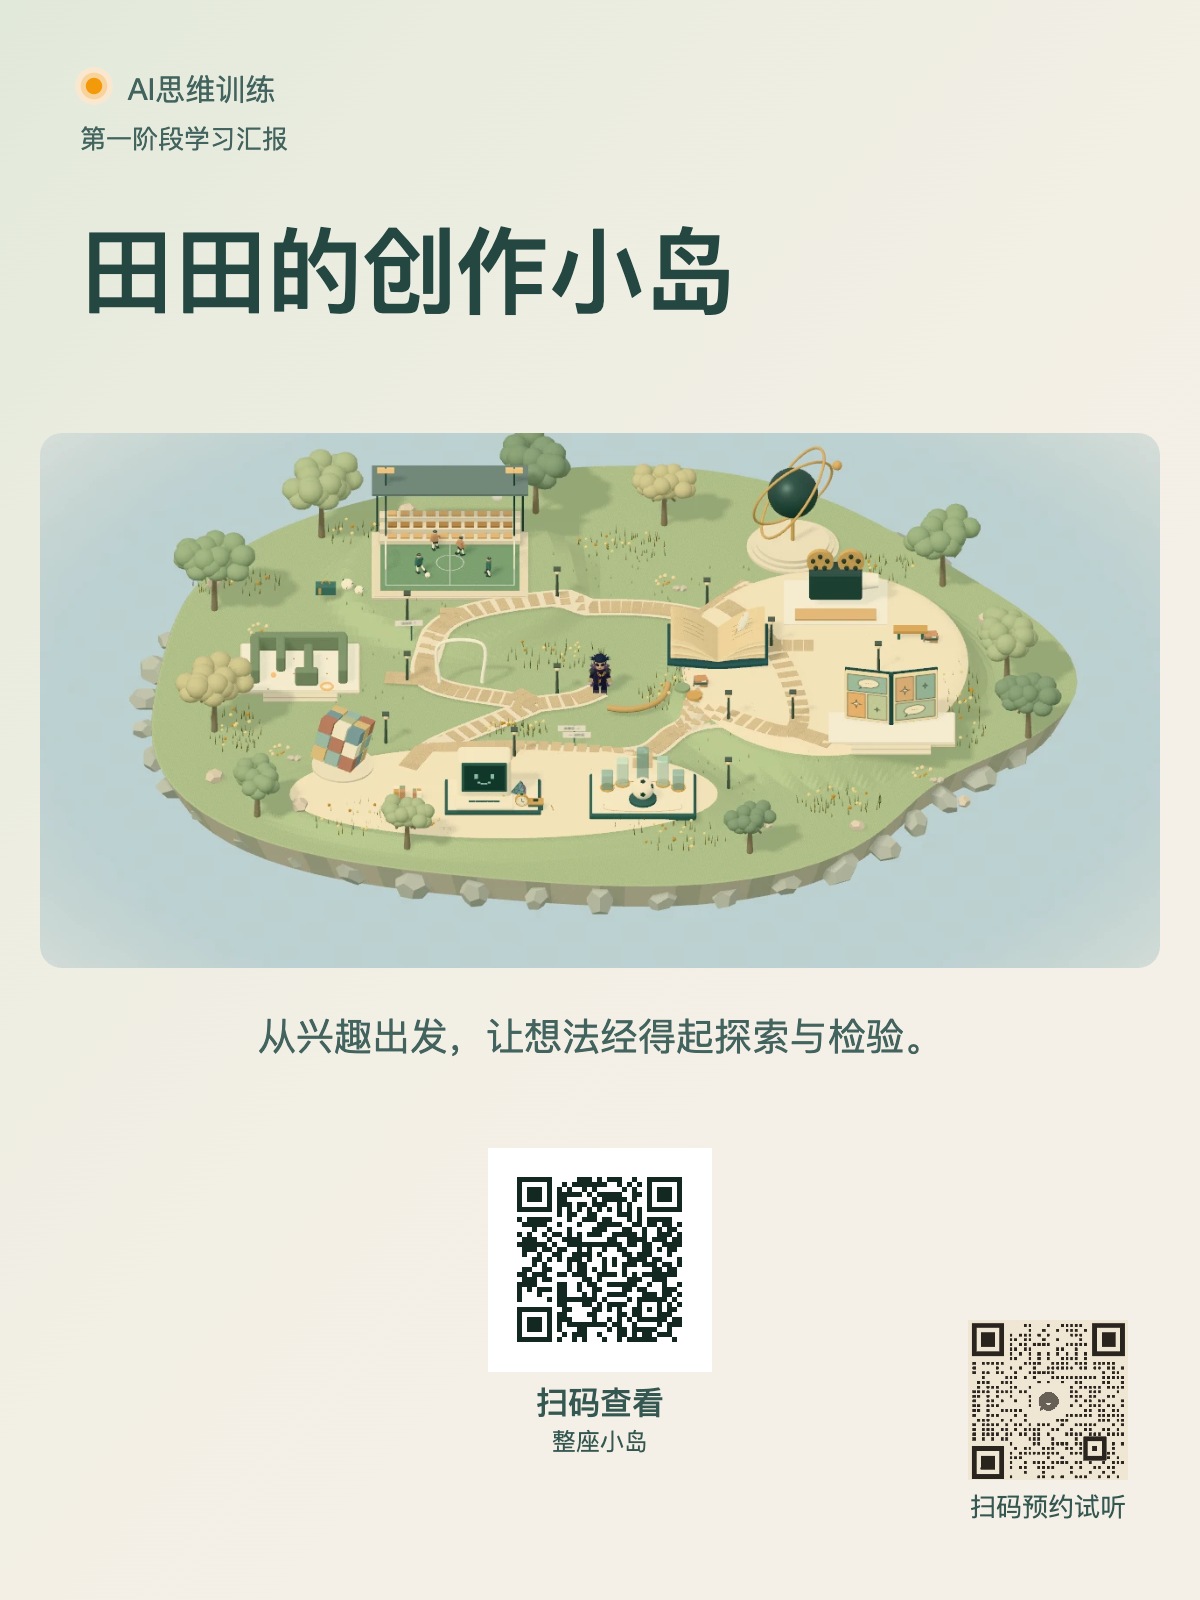 AI思维训练
第一阶段学习汇报
田田的创作小岛
从兴趣出发，让想法经得起探索与检验。
扫码查看
整座小岛
扫码预约试听